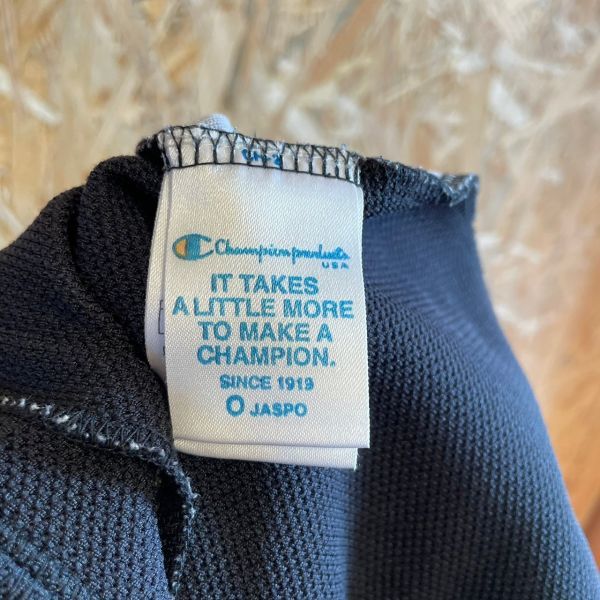 Champion products
USA
IT TAKES
A LITTLE MORE
TO MAKE A
CHAMPION.
SINCE 1919
JASPO